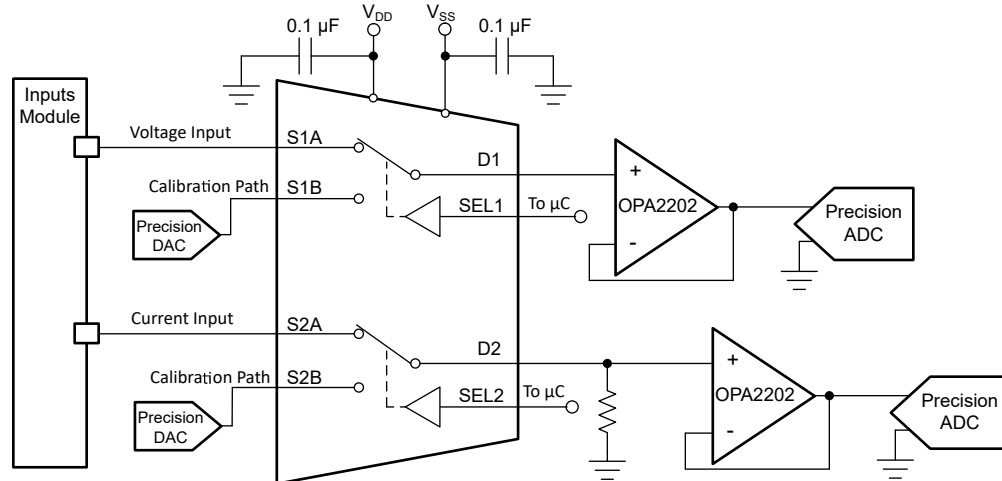 0.1 µF
VDD
VSS
0.1 µF
Inputs
Module
Voltage Input
S1A
D1
+
OPA2202
-
Precision
ADC
Calibration Path
S1B
SEL1
To µC
Precision
DAC
Current Input
S2A
D2
+
OPA2202
-
Precision
ADC
Calibration Path
S2B
SEL2
To µC
Precision
DAC